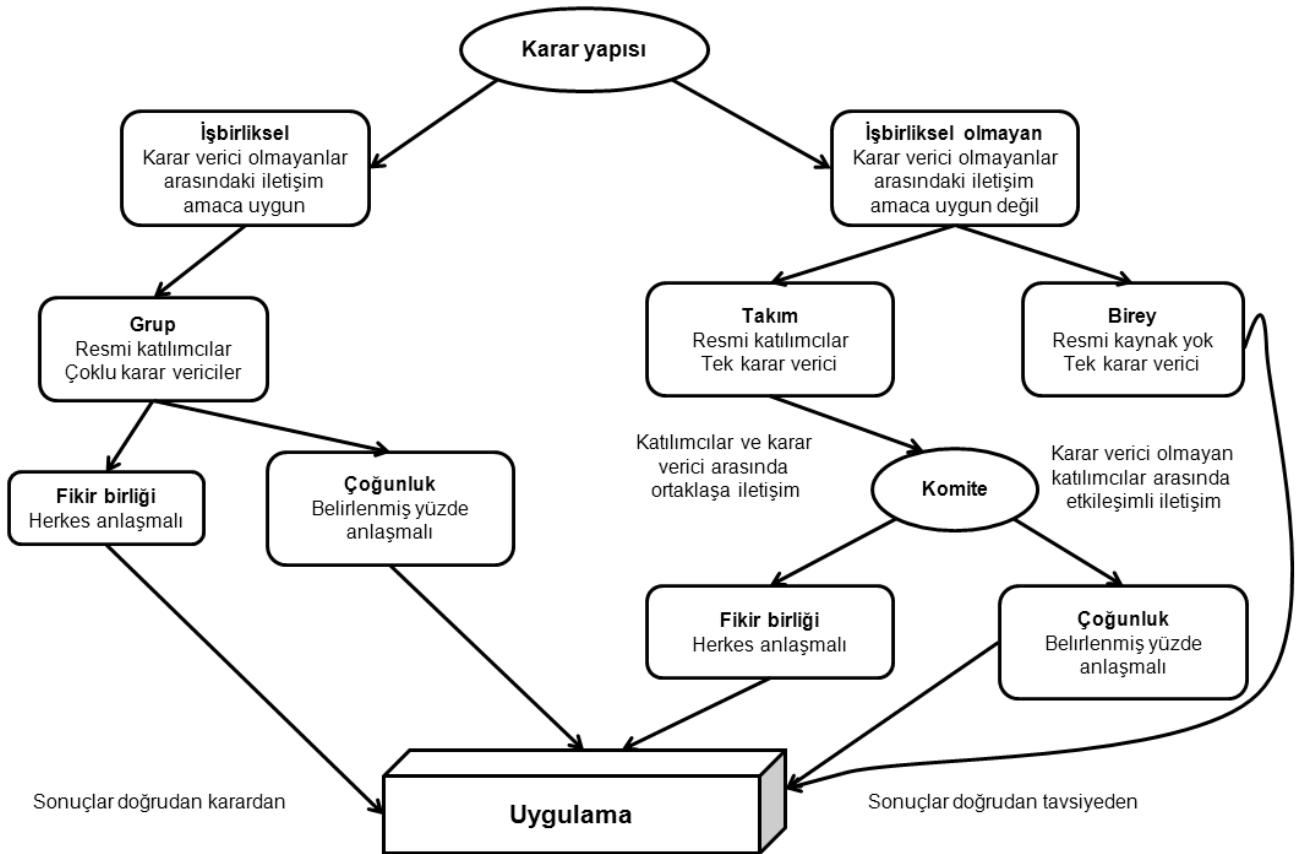 Karar yapısı
İşbirliksel
Karar verici olmayanlar
arasındaki iletişim
amaca uygun
İşbirliksel olmayan
Karar verici olmayanlar
arasındaki iletişim
amaca uygun değil
Grup
Resmi katılımcılar
Çoklu karar vericiler
Takım
Resmi katılımcılar
Tek karar verici
Birey
Resmi kaynak yok
Tek karar verici
Katılımcılar ve karar
verici arasında
ortaklaşa iletişim
Komite
Karar verici olmayan
katılımcılar arasında
etkileşimli iletişim
Fikir birliği
Herkes anlaşmalı
Çoğunluk
Belirlenmiş yüzde
anlaşmalı
Fikir birliği
Herkes anlaşmalı
Çoğunluk
Belırlenmiş yüzde
anlaşmalı
Sonuçlar doğrudan karardan
Uygulama
Sonuçlar doğrudan tavsiyeden